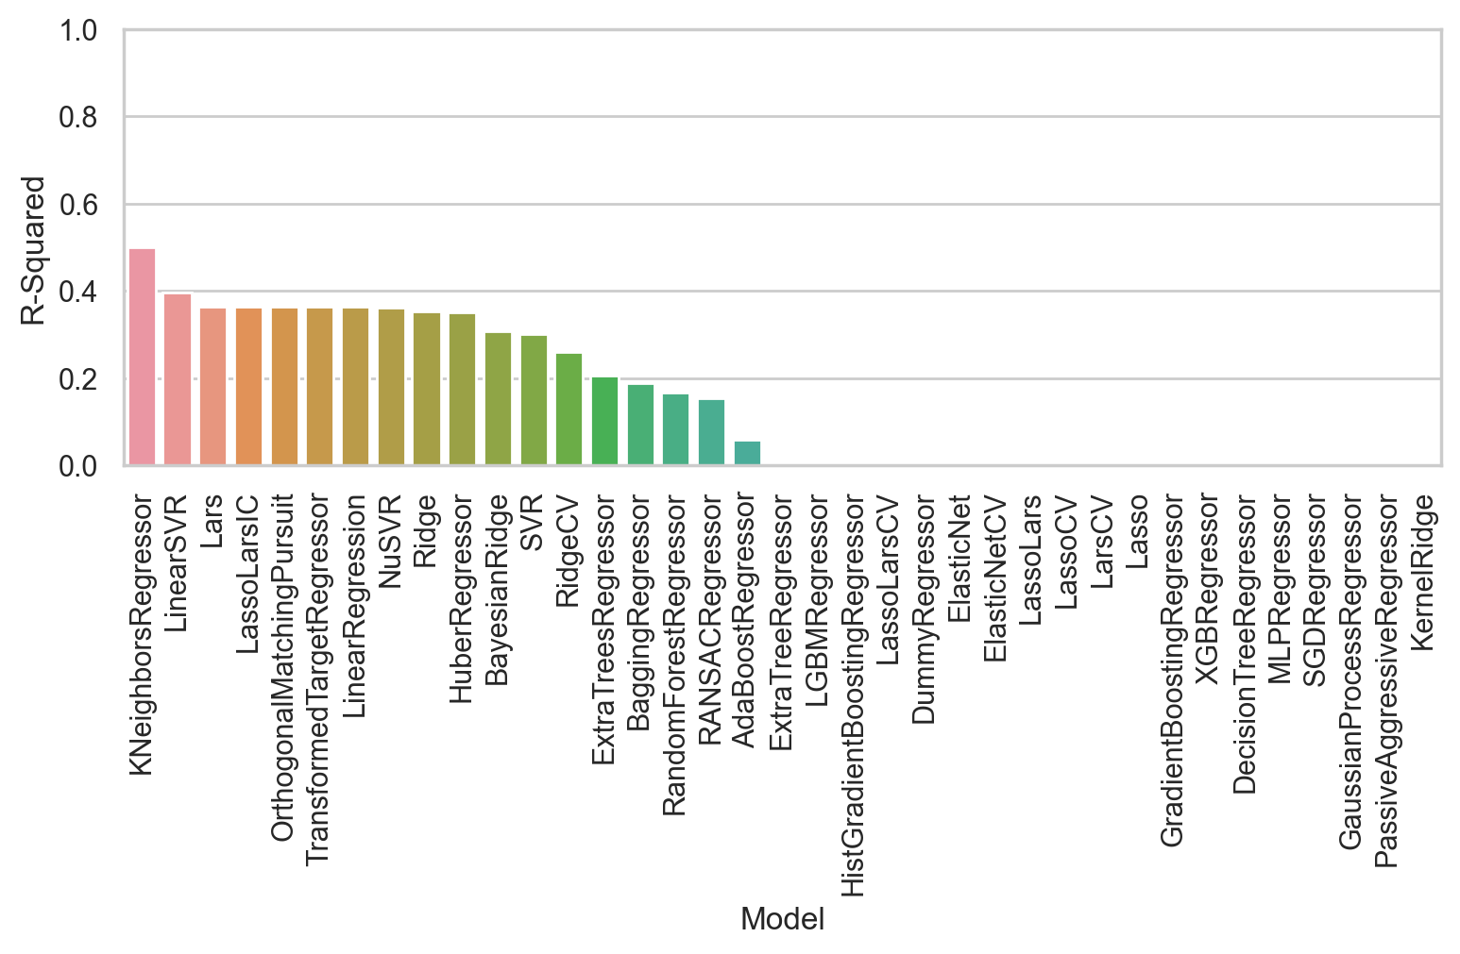 1.0
0.8
0.6
0.4
0.2
0.0
R-Squared
KNeighborsRegressor
LinearSVR
Lars
LassoLarsIC
OrthogonalMatchingPursuit
TransformedTargetRegressor
LinearRegression
NuSVR
Ridge
HuberRegressor
BayesianRidge
SVR
RidgeCV
ExtraTreesRegressor
BaggingRegressor
RandomForestRegressor
RANSACRegressor
AdaBoostRegressor
ExtraTreeRegressor
LGBMRegressor
HistGradientBoostingRegressor
LassoLarsCV
DummyRegressor
ElasticNet
ElasticNetCV
LassoLars
LassoCV
LarsCV
Lasso
GradientBoostingRegressor
XGBRegressor
DecisionTreeRegressor
MLPRegressor
SGDRegressor
GaussianProcessRegressor
PassiveAggressiveRegressor
KernelRidge
Model